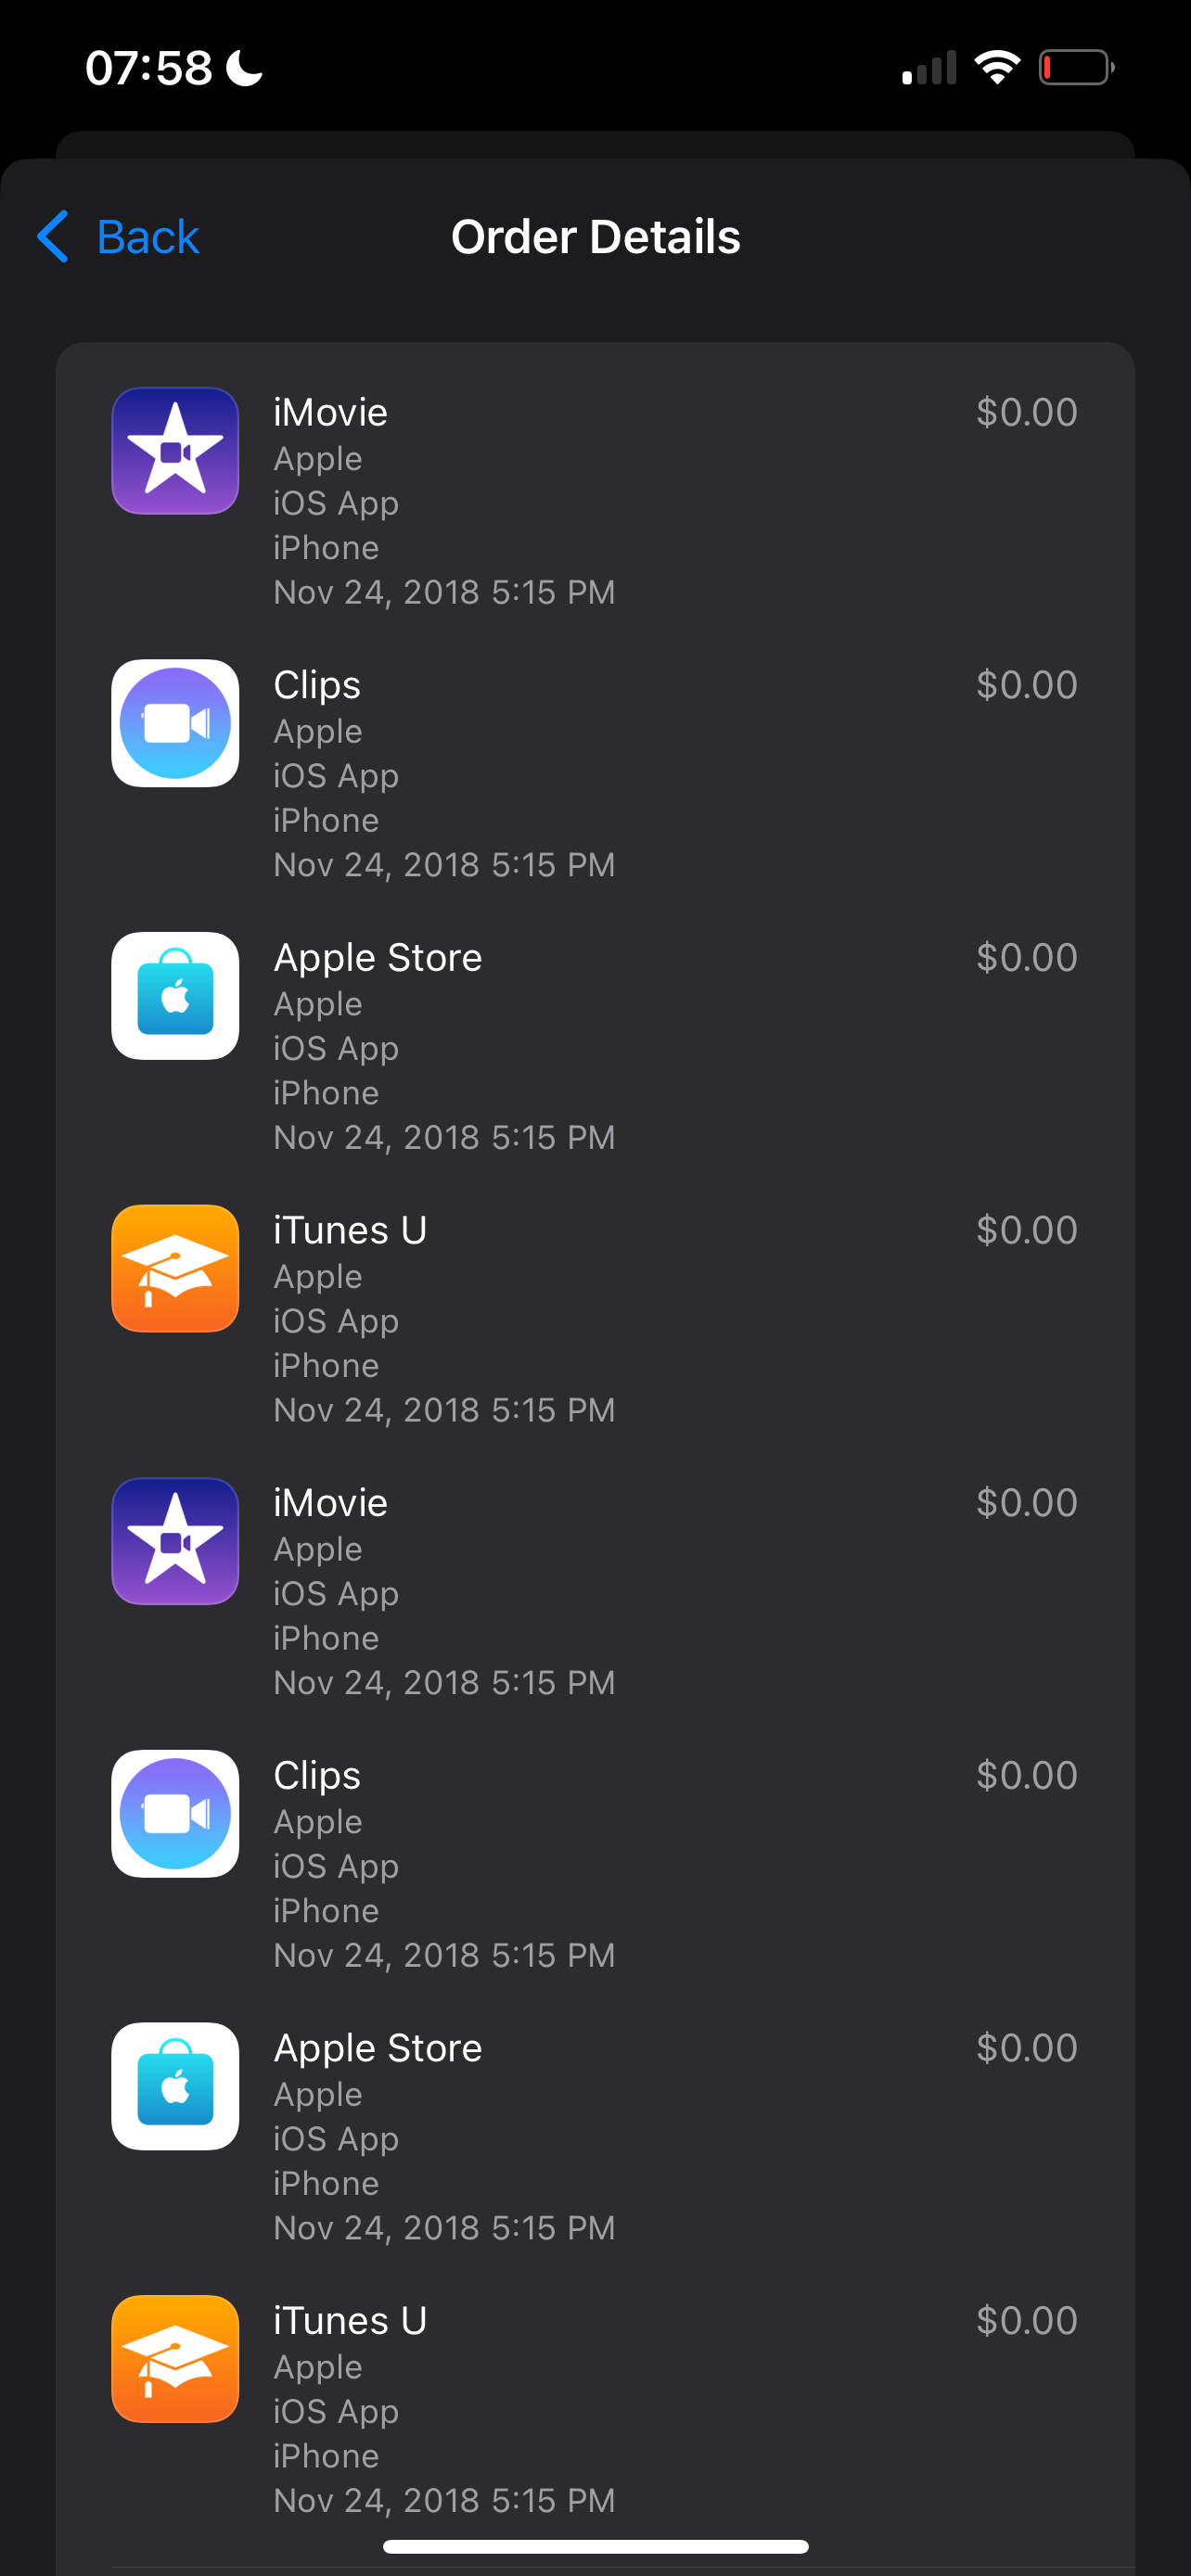 07:58
Back
Order Details
iMovie $0.00
Apple
iOS App
iPhone
Nov 24, 2018 5:15 PM
Clips $0.00
Apple
iOS App
iPhone
Nov 24, 2018 5:15 PM
Apple Store $0.00
Apple
iOS App
iPhone
Nov 24, 2018 5:15 PM
iTunes U $0.00
Apple
iOS App
iPhone
Nov 24, 2018 5:15 PM
iMovie $0.00
Apple
iOS App
iPhone
Nov 24, 2018 5:15 PM
Clips $0.00
Apple
iOS App
iPhone
Nov 24, 2018 5:15 PM
Apple Store $0.00
Apple
iOS App
iPhone
Nov 24, 2018 5:15 PM
iTunes U $0.00
Apple
iOS App
iPhone
Nov 24, 2018 5:15 PM